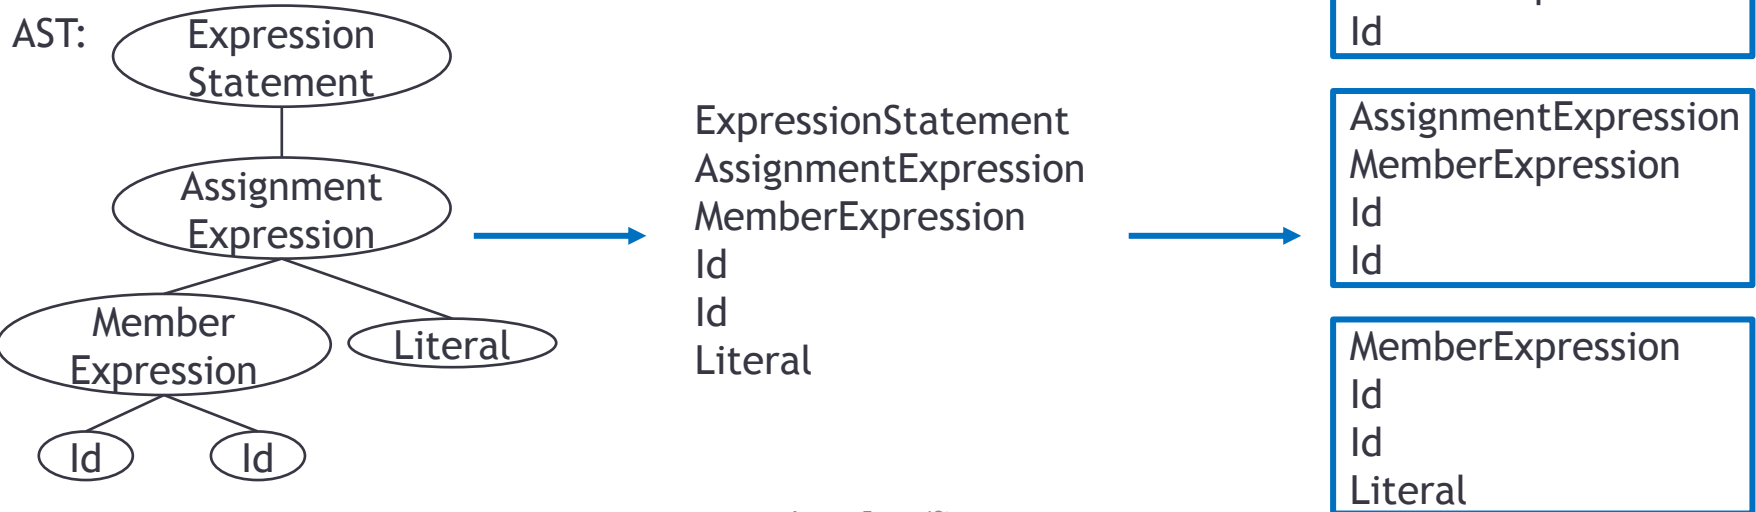 AST:
Expression
Statement
Assignment
Expression
Member
Expression
Literal
Id
Id
ExpressionStatement
AssignmentExpression
MemberExpression
Id
Id
Literal
Id
AssignmentExpression
MemberExpression
Id
Id
MemberExpression
Id
Id
Literal